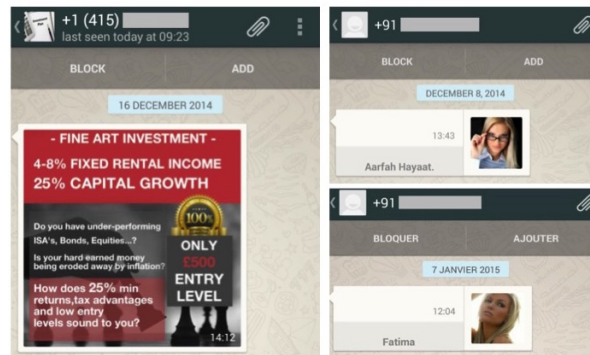 +1 (415)
last seen today at 09:23
BLOCK
ADD
16 DECEMBER 2014
- FINE ART INVESTMENT -
4-8% FIXED RENTAL INCOME
25% CAPITAL GROWTH
100%
Do you have under-performing
ISA's, Bonds, Equities...?
Is your hard earned money
being eroded away by inflation?
How does 25% min
returns,tax advantages
and low entry
levels sound to you?
ONLY
£500
ENTRY
LEVEL
14:12
+91
BLOCK
ADD
DECEMBER 8, 2014
13:43
Aarfah Hayaat.
+91
BLOQUER
AJOUTER
7 JANVIER 2015
12:04
Fatima